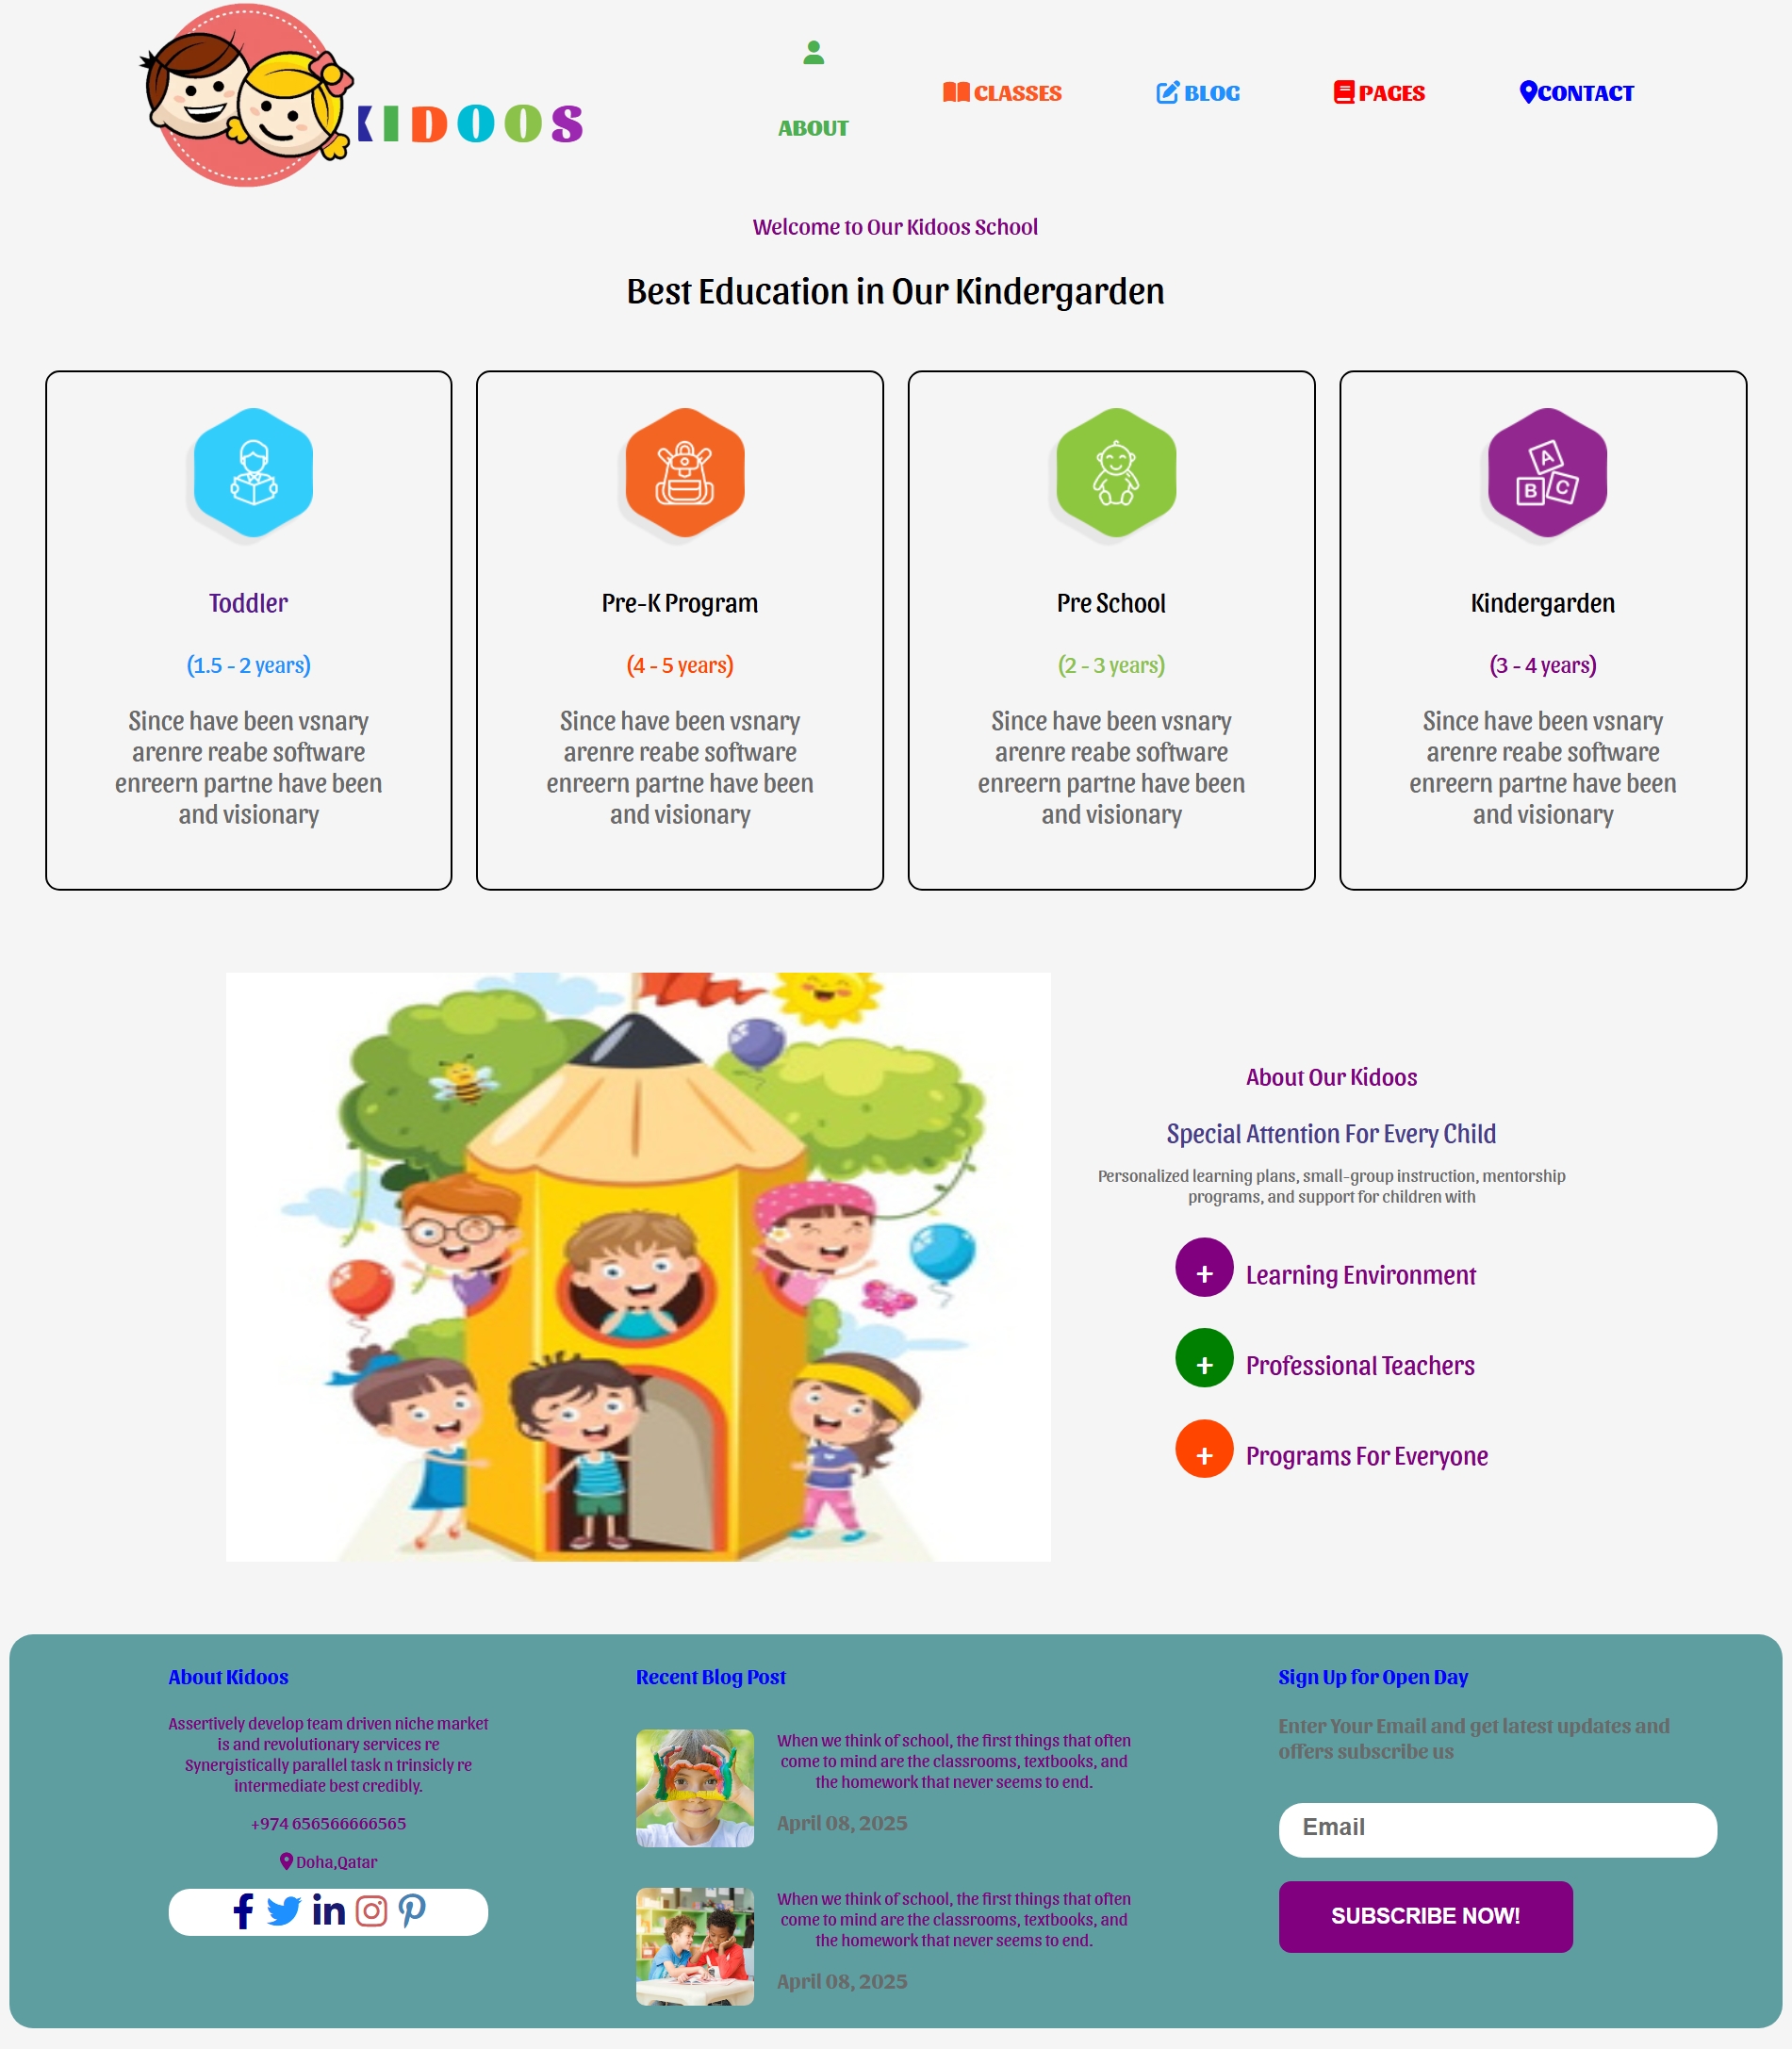 KIDOOS
ABOUT
CLASSES
BLOG
PAGES
CONTACT
Welcome to Our Kidoos School
Best Education in Our Kindergarden
Toddler
(1.5 - 2 years)
Since have been vsnary
arenre reabe software
enreern partne have been
and visionary
Pre-K Program
(4 - 5 years)
Since have been vsnary
arenre reabe software
enreern partne have been
and visionary
Pre School
(2 - 3 years)
Since have been vsnary
arenre reabe software
enreern partne have been
and visionary
A
B C
Kindergarden
(3 - 4 years)
Since have been vsnary
arenre reabe software
enreern partne have been
and visionary
About Our Kidoos
Special Attention For Every Child
Personalized learning plans, small-group instruction, mentorship
programs, and support for children with
+ Learning Environment
+ Professional Teachers
+ Programs For Everyone
About Kidoos
Assertively develop team driven niche market
is and revolutionary services re
Synergistically parallel task n trinsicly re
intermediate best credibly.
+974 656566666565
Doha,Qatar
Recent Blog Post
When we think of school, the first things that often
come to mind are the classrooms, textbooks, and
the homework that never seems to end.
April 08, 2025
When we think of school, the first things that often
come to mind are the classrooms, textbooks, and
the homework that never seems to end.
April 08, 2025
Sign Up for Open Day
Enter Your Email and get latest updates and
offers subscribe us
Email
SUBSCRIBE NOW!